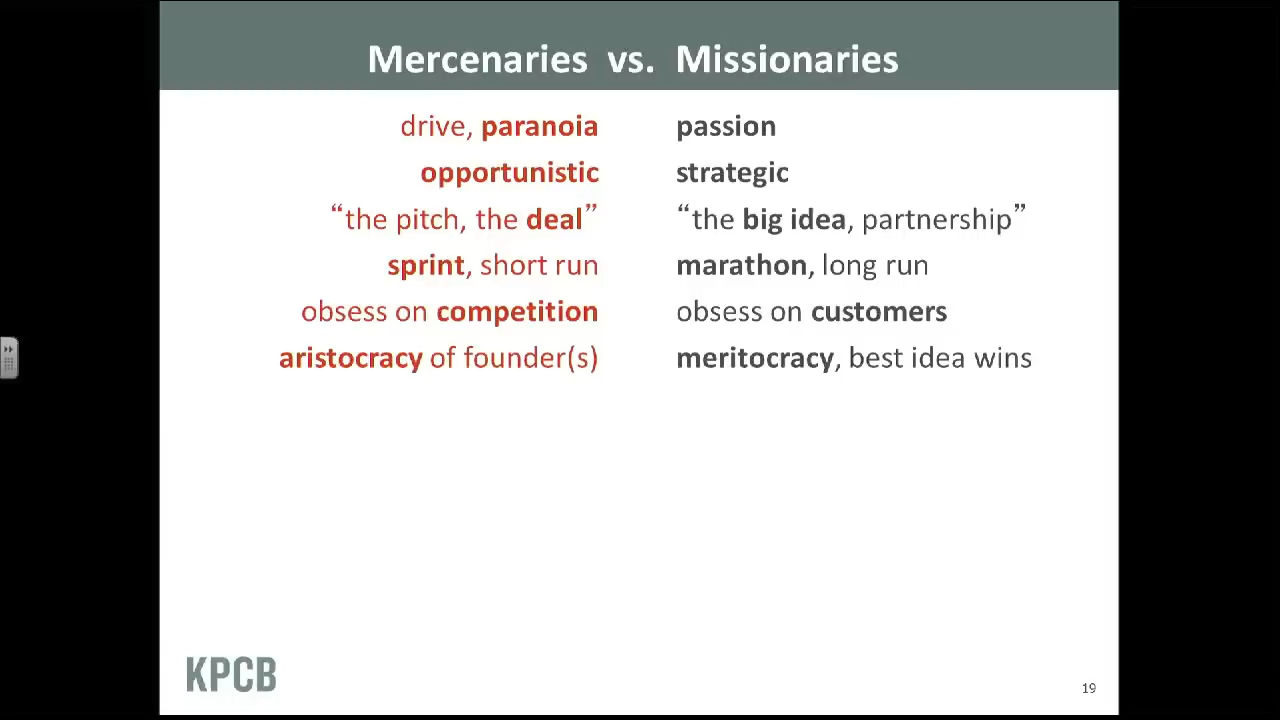 Mercenaries vs. Missionaries
drive, paranoia passion
opportunistic strategic
“the pitch, the deal” “the big idea, partnership”
sprint, short run marathon, long run
obsess on competition obsess on customers
aristocracy of founder(s) meritocracy, best idea wins
KPCB
19